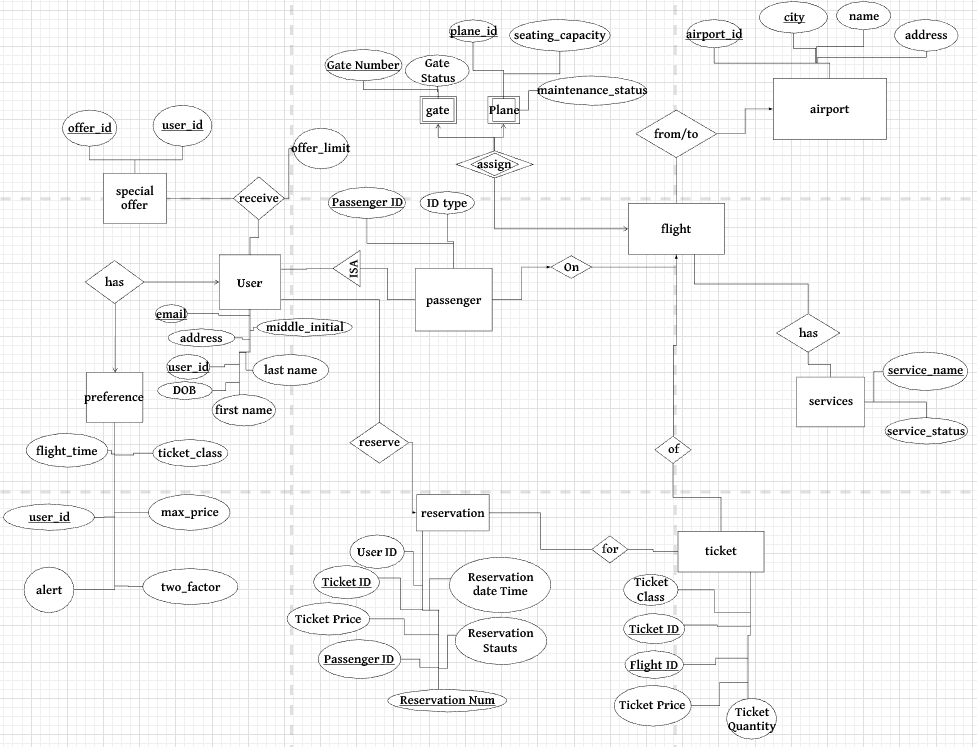 plane_id
seating_capacity
Gate Number
Gate
Status
maintenance_status
gate
Plane
assign
airport_id
city
name
address
airport
from/to
flight
offer_id
user_id
offer_limit
special
offer
receive
Passenger ID
ID type
has
User
ISA
passenger
On
email
middle_initial
address
user_id
last name
DOB
first name
preference
has
service_name
services
service_status
flight_time
ticket_class
reserve
of
user_id
max_price
alert
two_factor
reservation
for
ticket
User ID
Ticket ID
Reservation
date Time
Ticket Price
Reservation
Stauts
Passenger ID
Reservation Num
Ticket
Class
Ticket ID
Flight ID
Ticket Price
Ticket
Quantity